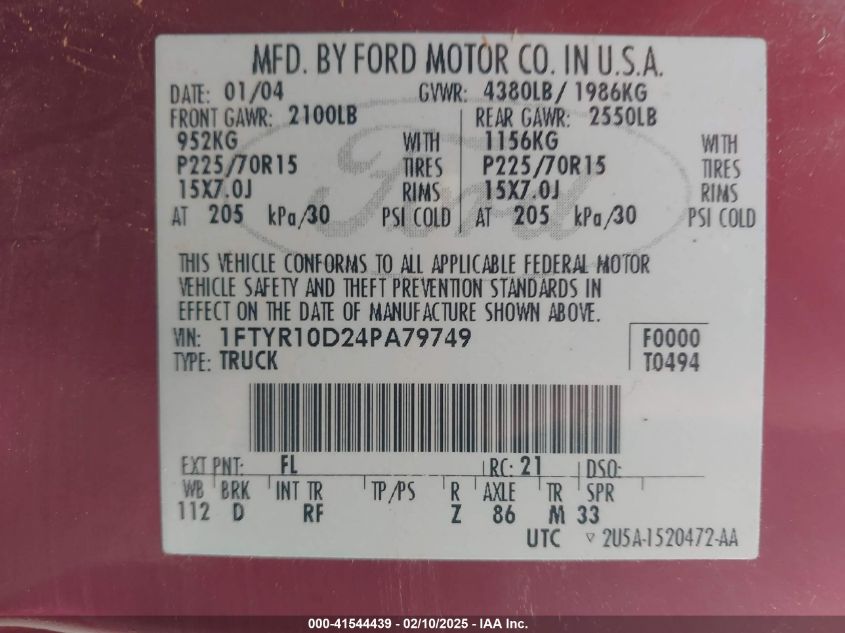 MFD. BY FORD MOTOR CO. IN U.S.A.
DATE: 01/04 GVWR: 4380LB/ 1986KG
FRONT GAWR: 2100LB REAR GAWR: 2550LB
952KG WITH 1156KG WITH
P225/70R15 TIRES P225/70R15 TIRES
15X7.0J RIMS 15X7.0J RIMS
AT 205 kPa/30 PSI COLD AT 205 kPa/30 PSI COLD
Ford
THIS VEHICLE CONFORMS TO ALL APPLICABLE FEDERAL MOTOR
VEHICLE SAFETY AND THEFT PREVENTION STANDARDS IN
EFFECT ON THE DATE OF MANUFACTURE SHOWN ABOVE.
VIN: 1FTYR10D24PA79749 F0000
TYPE: TRUCK T0494
EXT PNT: FL RC: 21 DSO:
WB BRK INT TR TP/PS R AXLE TR SPR
112 D RF Z 86 M 33
UTC ▽ 2U5A-1520472-AA
000-41544439 - 02/10/2025 - IAA Inc.